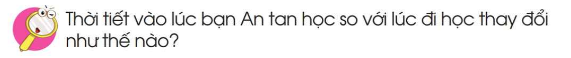 Thời tiết vào lúc bạn An tan học so với lúc đi học thay đổi
như thế nào?